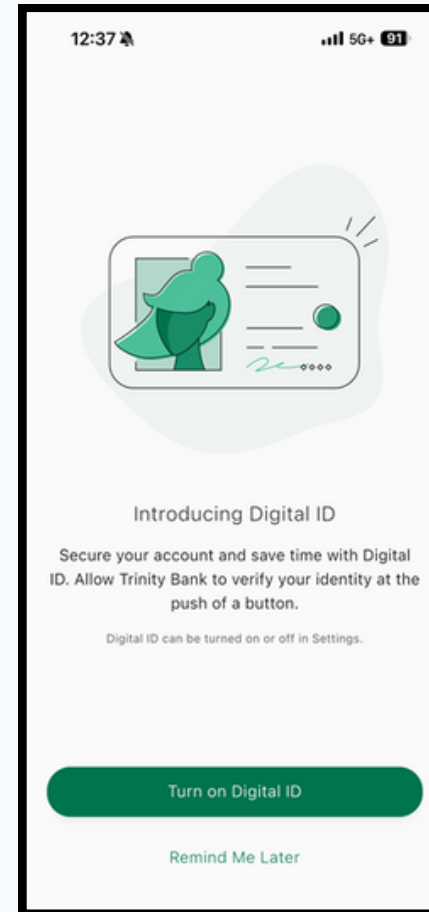 12:37
5G+ 91
Introducing Digital ID
Secure your account and save time with Digital
ID. Allow Trinity Bank to verify your identity at the
push of a button.
Digital ID can be turned on or off in Settings.
Turn on Digital ID
Remind Me Later